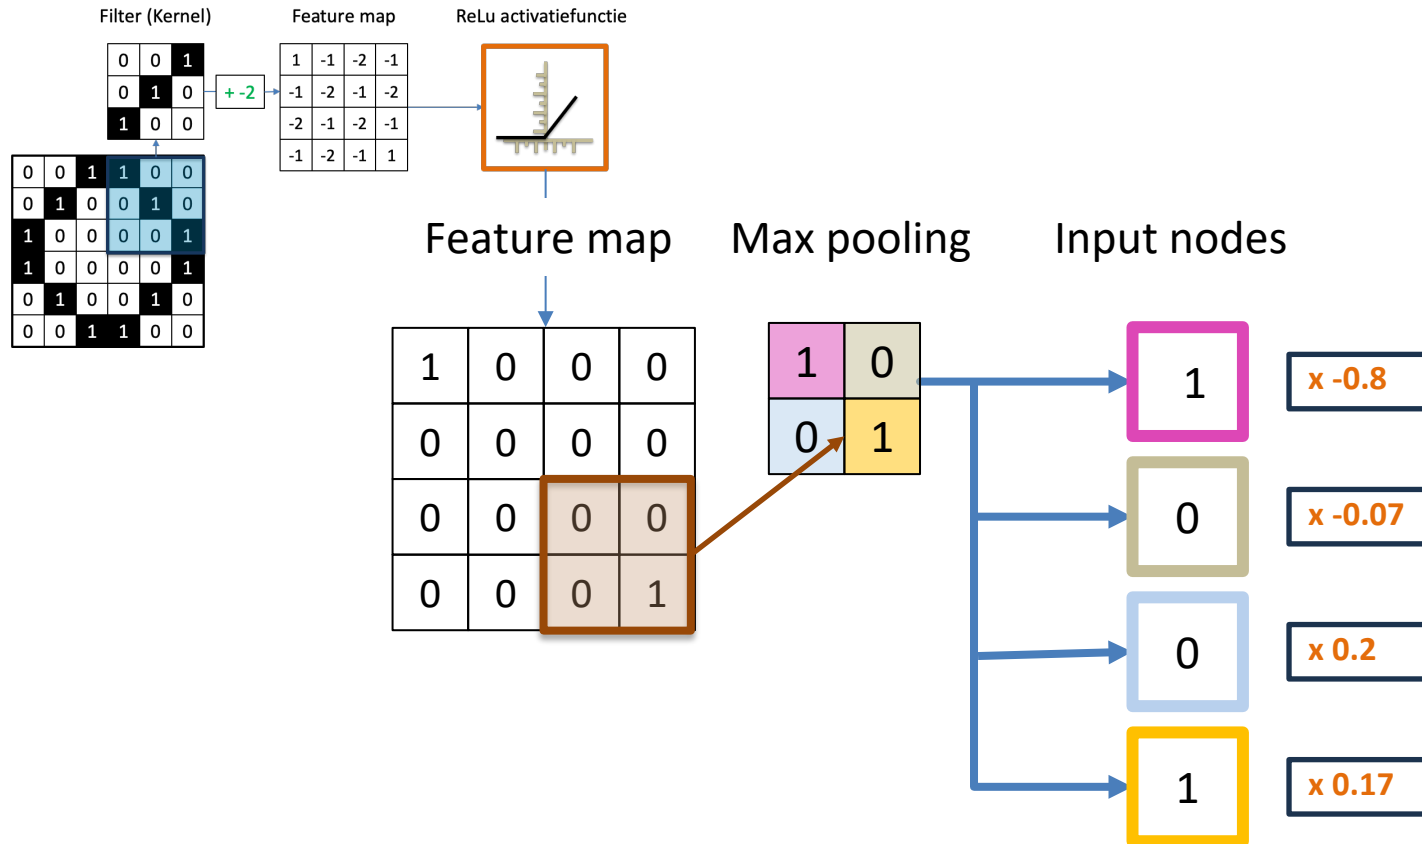 Filter (Kernel) Feature map ReLu activatiefunctie
0 0 1
0 1 0
1 0 0
+ -2
1 -1 -2 -1
-1 -2 -1 -2
-2 -1 -2 -1
-1 -2 -1 1
0 0 1 1 0 0
0 1 0 0 1 0
1 0 0 0 0 1
1 0 0 0 0 1
0 1 0 0 1 0
0 0 1 1 0 0
Feature map Max pooling Input nodes
1 0 0 0
0 0 0 0
0 0 0 0
0 0 0 1
1 0
0 1
1 x -0.8
0 x -0.07
0 x 0.2
1 x 0.17